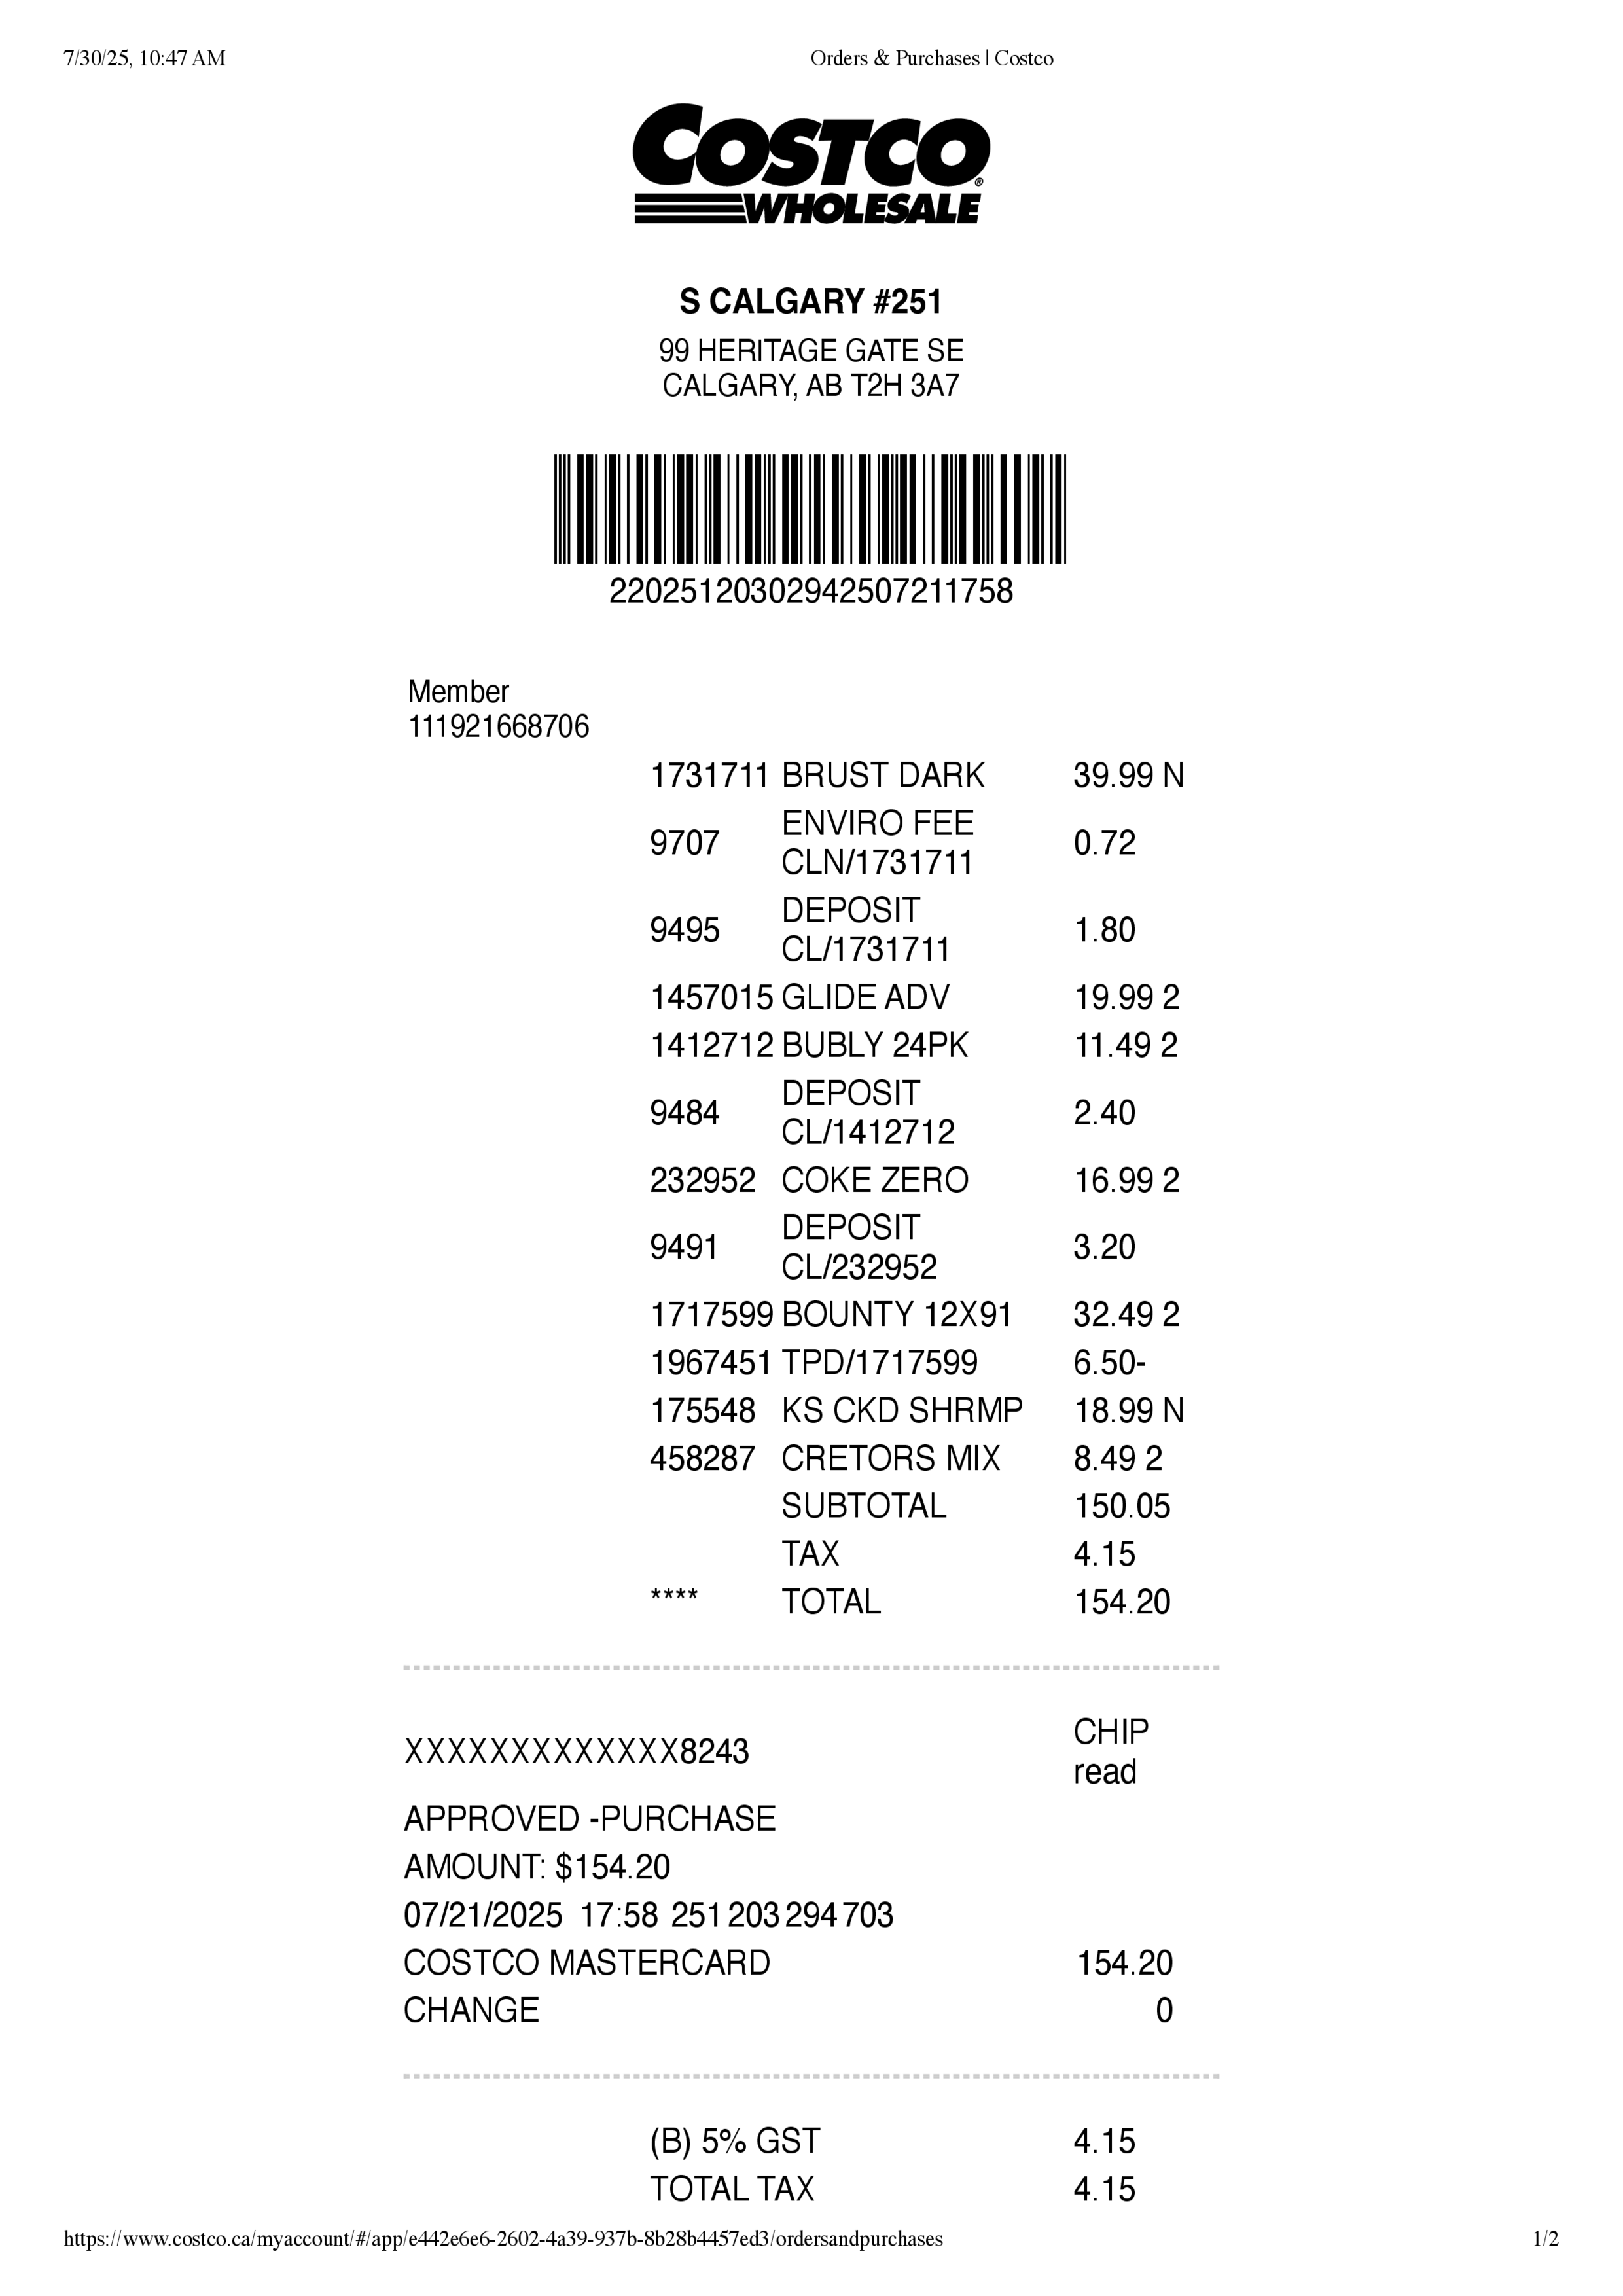 7/30/25, 10:47 AM Orders & Purchases | Costco
COSTCO
WHOLESALE
S CALGARY #251
99 HERITAGE GATE SE
CALGARY, AB T2H 3A7
22025120302942507211758
Member
111921668706
1731711 BRUST DARK 39.99 N
9707 ENVIRO FEE
CLN/1731711 0.72
9495 DEPOSIT
CL/1731711 1.80
1457015 GLIDE ADV 19.99 2
1412712 BUBLY 24PK 11.49 2
9484 DEPOSIT
CL/1412712 2.40
232952 COKE ZERO 16.99 2
9491 DEPOSIT
CL/232952 3.20
1717599 BOUNTY 12X91 32.49 2
1967451 TPD/1717599 6.50-
175548 KS CKD SHRMP 18.99 N
458287 CRETORS MIX 8.49 2
SUBTOTAL 150.05
TAX 4.15
**** TOTAL 154.20
XXXXXXXXXXXXX8243 CHIP
read
APPROVED -PURCHASE
AMOUNT: $154.20
07/21/2025 17:58 251 203 294 703
COSTCO MASTERCARD 154.20
CHANGE 0
(B) 5% GST 4.15
TOTAL TAX 4.15
https://www.costco.ca/myaccount/#/app/e442e6e6-2602-4a39-937b-8b28b4457ed3/ordersandpurchases 1/2